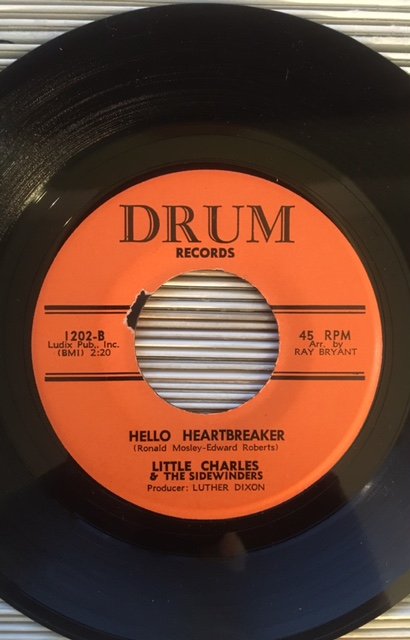 DRUM
RECORDS
1202-B
Ludix Pub., Inc.
(BMI) 2:20
45 RPM
Arr. by
RAY BRYANT
HELLO HEARTBREAKER
(Ronald Mosley-Edward Roberts)
LITTLE CHARLES
& THE SIDEWINDERS
Producer: LUTHER DIXON